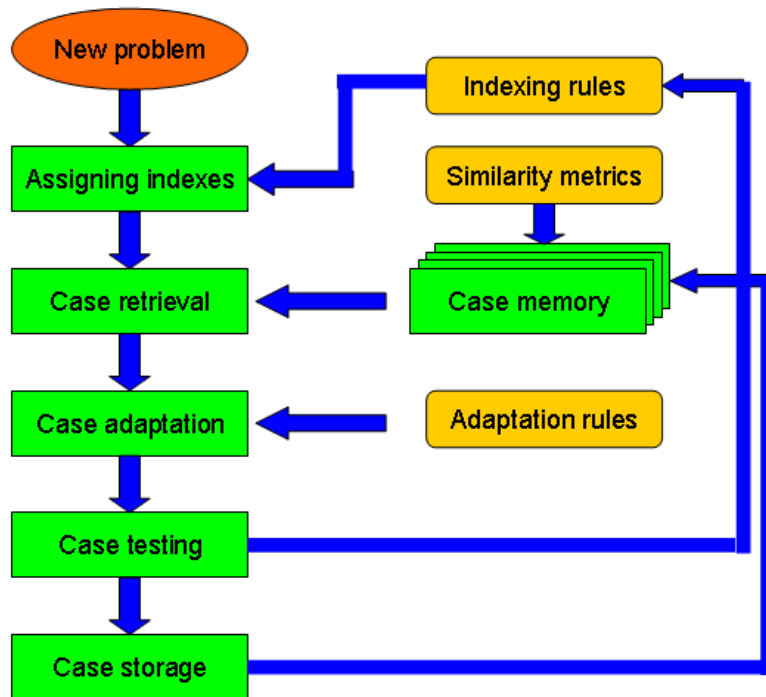 New problem
Indexing rules
Assigning indexes
Similarity metrics
Case retrieval
Case memory
Case adaptation
Adaptation rules
Case testing
Case storage